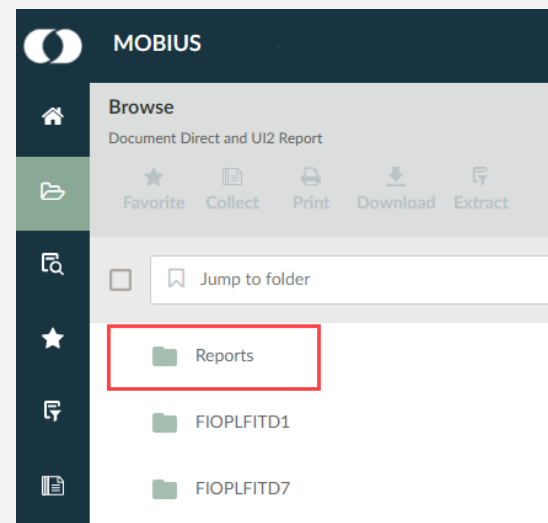 MOBIUS
Browse
Document Direct and UI2 Report
Favorite Collect Print Download Extract
Jump to folder
Reports
FIOPLFITD1
FIOPLFITD7